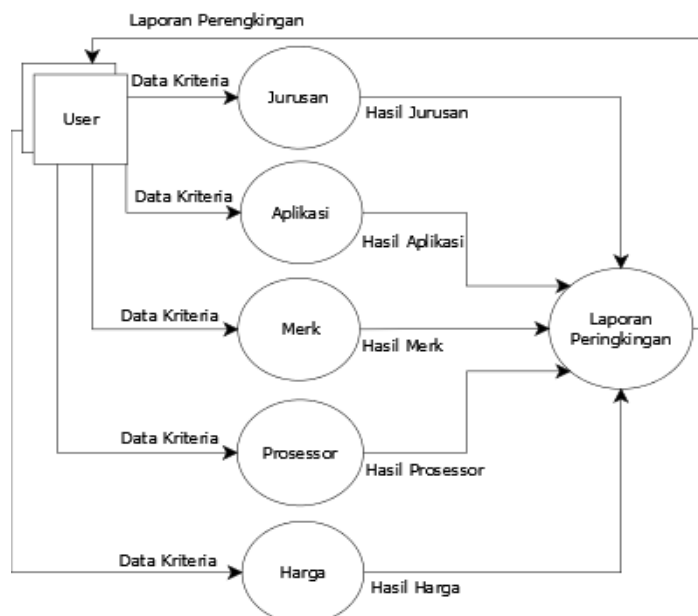 Laporan Perengkingan
User
Data Kriteria
Jurusan
Hasil Jurusan
Data Kriteria
Aplikasi
Hasil Aplikasi
Data Kriteria
Merk
Hasil Merk
Laporan
Peringkingan
Data Kriteria
Prosessor
Hasil Prosessor
Data Kriteria
Harga
Hasil Harga